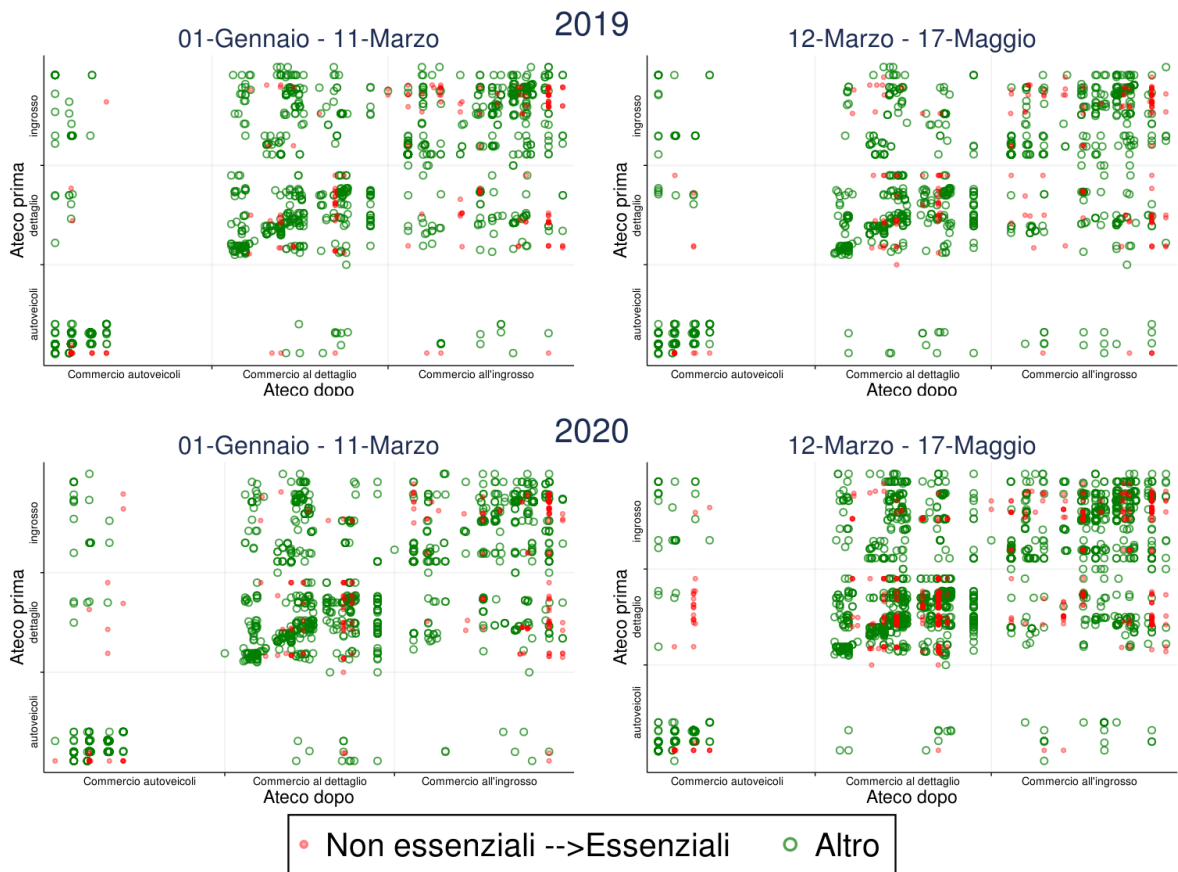 2019
01-Gennaio - 11-Marzo
12-Marzo - 17-Maggio
Ateco prima
ingrosso
dettaglio
autoveicoli
Commercio autoveicoli
Commercio al dettaglio
Commercio all'ingrosso
Ateco dopo
Ateco prima
ingrosso
dettaglio
autoveicoli
Commercio autoveicoli
Commercio al dettaglio
Commercio all'ingrosso
Ateco dopo
2020
01-Gennaio - 11-Marzo
12-Marzo - 17-Maggio
Ateco prima
ingrosso
dettaglio
autoveicoli
Commercio autoveicoli
Commercio al dettaglio
Commercio all'ingrosso
Ateco dopo
Ateco prima
ingrosso
dettaglio
autoveicoli
Commercio autoveicoli
Commercio al dettaglio
Commercio all'ingrosso
Ateco dopo
Non essenziali -->Essenziali
Altro